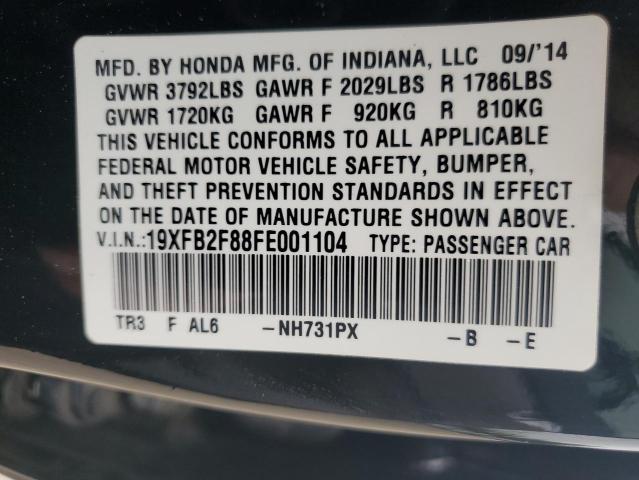 MFD. BY HONDA MFG. OF INDIANA, LLC 09/'14
GVWR 3792LBS GAWR F 2029LBS R 1786LBS
GVWR 1720KG GAWR F 920KG R 810KG
THIS VEHICLE CONFORMS TO ALL APPLICABLE
FEDERAL MOTOR VEHICLE SAFETY, BUMPER,
AND THEFT PREVENTION STANDARDS IN EFFECT
ON THE DATE OF MANUFACTURE SHOWN ABOVE.
V.I.N.:19XFB2F88FE001104 TYPE: PASSENGER CAR
TR3 F AL6 –NH731PX –B –E